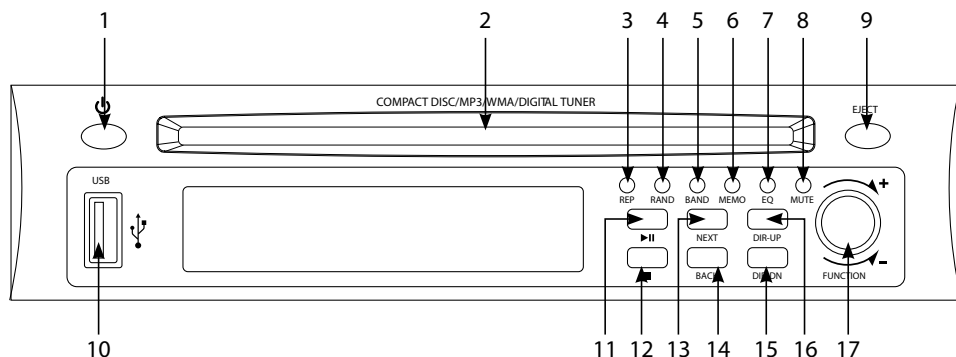 1 2 3 4 5 6 7 8 9
COMPACT DISC/MP3/WMA/DIGITAL TUNER
EJECT
USB
REP RAND BAND MEMO EQ MUTE
+
NEXT DIR-UP
-
BACK DIR-DN FUNCTION
10 11 12 13 14 15 16 17